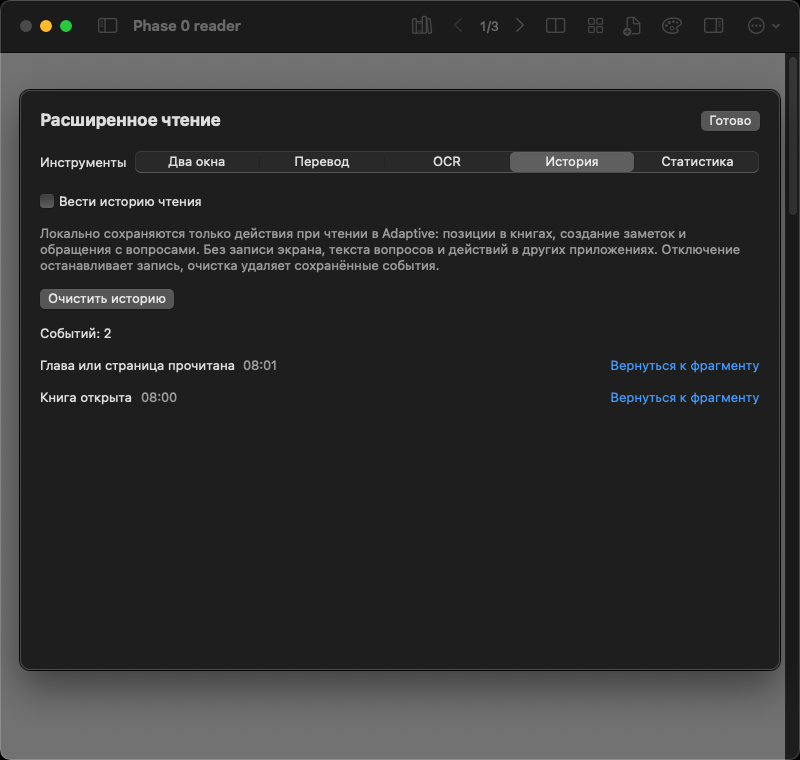 Phase 0 reader
1/3
Расширенное чтение
Готово
Инструменты
Два окна
Перевод
OCR
История
Статистика
Вести историю чтения
Локально сохраняются только действия при чтении в Adaptive: позиции в книгах, создание заметок и
обращения с вопросами. Без записи экрана, текста вопросов и действий в других приложениях. Отключение
останавливает запись, очистка удаляет сохранённые события.
Очистить историю
Событий: 2
Глава или страница прочитана 08:01
Вернуться к фрагменту
Книга открыта 08:00
Вернуться к фрагменту